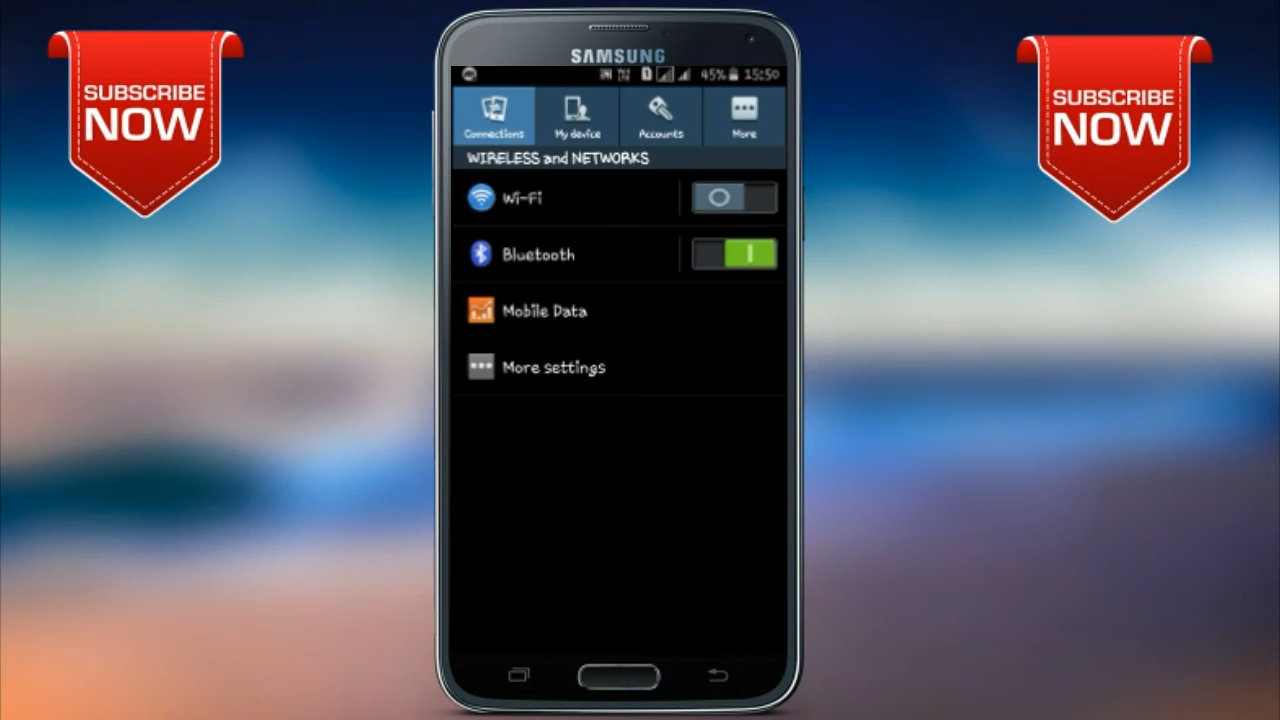 SUBSCRIBE
NOW
SUBSCRIBE
NOW
SAMSUNG
45% 15:50
Connections
My device
Accounts
More
WIRELESS and NETWORKS
Wi-Fi
Bluetooth
Mobile Data
More settings